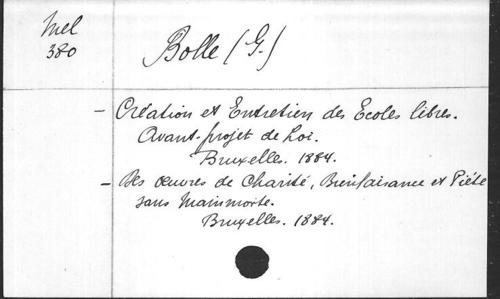 Mel
380
Bolle (G.)
- Création et Entretien des Ecoles libres.
Avant-projet de Loi.
Bruxelles. 1884.
- Des œuvres de Charité, Bienfaisance et Piété
sans Mainmorte.
Bruxelles. 1884.